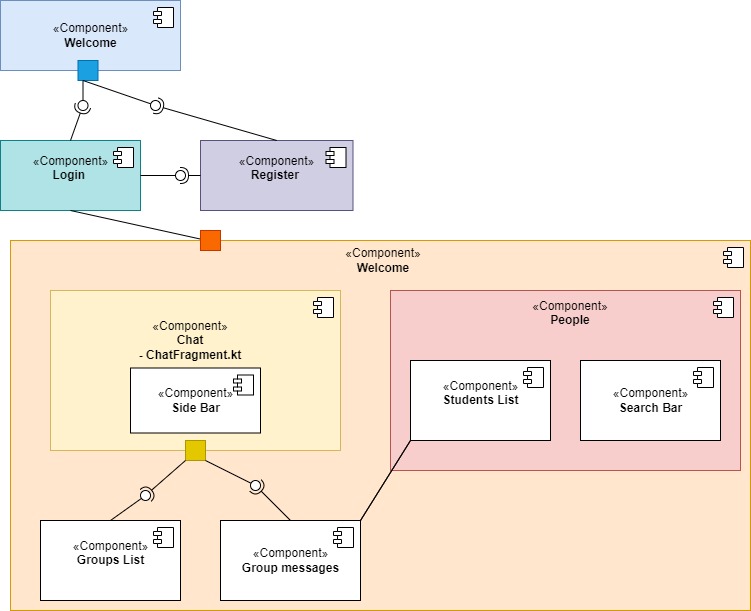 «Component»
Welcome
«Component»
Login
«Component»
Register
«Component»
Welcome
«Component»
Chat
- ChatFragment.kt
«Component»
Side Bar
«Component»
People
«Component»
Students List
«Component»
Search Bar
«Component»
Groups List
«Component»
Group messages